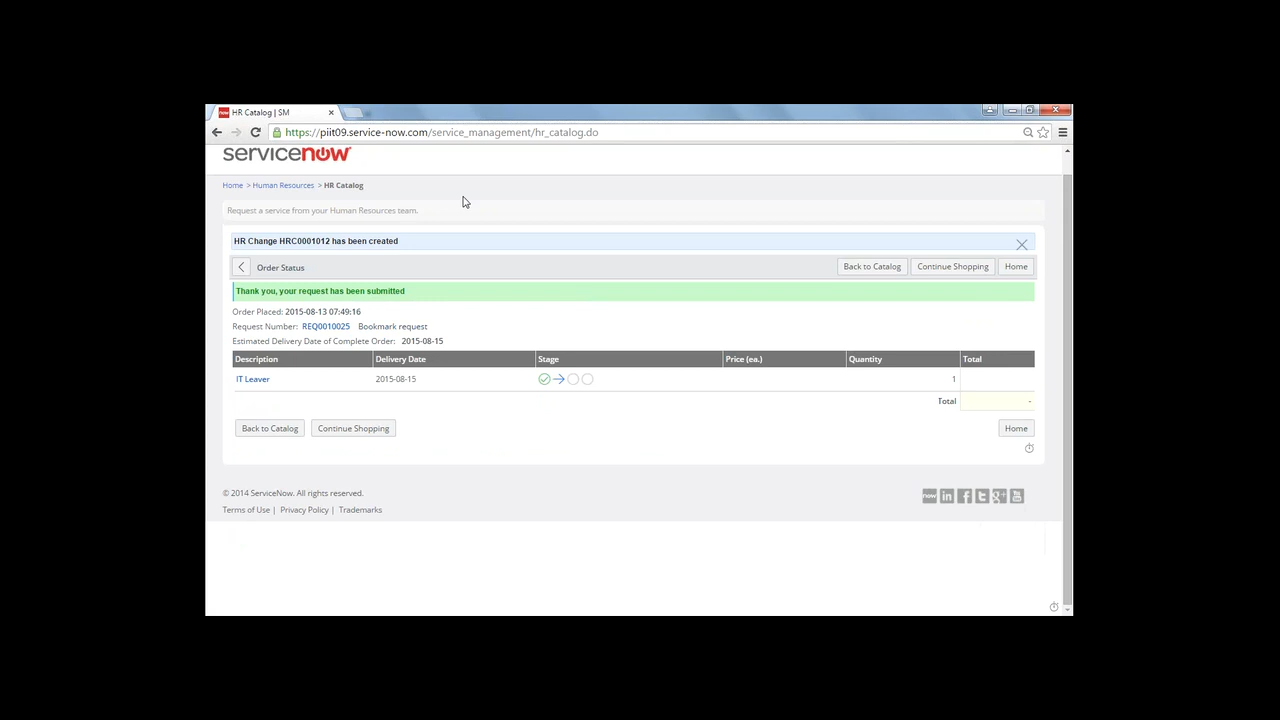 HR Catalog | SM
https://piit09.service-now.com/service_management/hr_catalog.do
servicenow
Home > Human Resources > HR Catalog
Request a service from your Human Resources team.
HR Change HRC0001012 has been created
Order Status
Back to Catalog Continue Shopping Home
Thank you, your request has been submitted
Order Placed: 2015-08-13 07:49:16
Request Number: REQ0010025 Bookmark request
Estimated Delivery Date of Complete Order: 2015-08-15
Description Delivery Date Stage Price (ea.) Quantity Total
IT Leaver 2015-08-15 1
Total -
Back to Catalog Continue Shopping Home
© 2014 ServiceNow. All rights reserved.
now in f t g+ You
Terms of Use | Privacy Policy | Trademarks